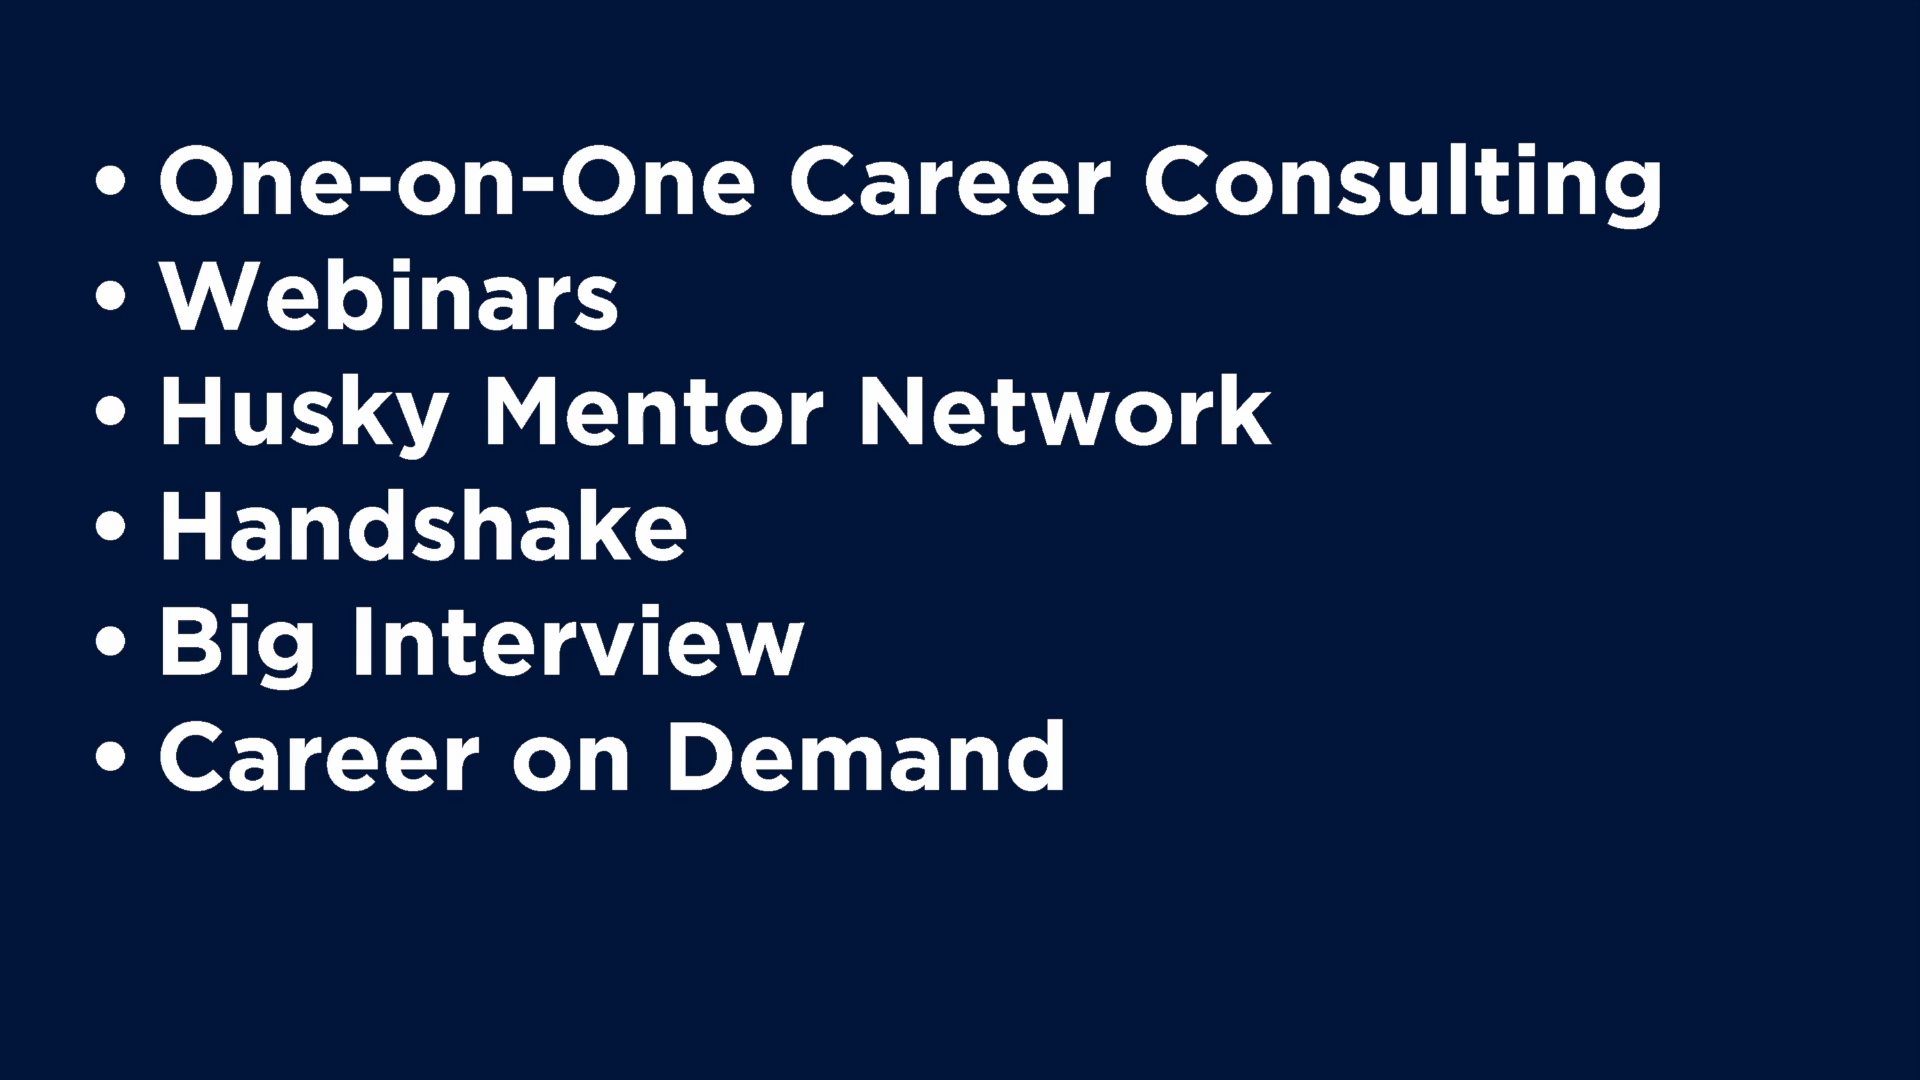 • One-on-One Career Consulting
• Webinars
• Husky Mentor Network
• Handshake
• Big Interview
• Career on Demand